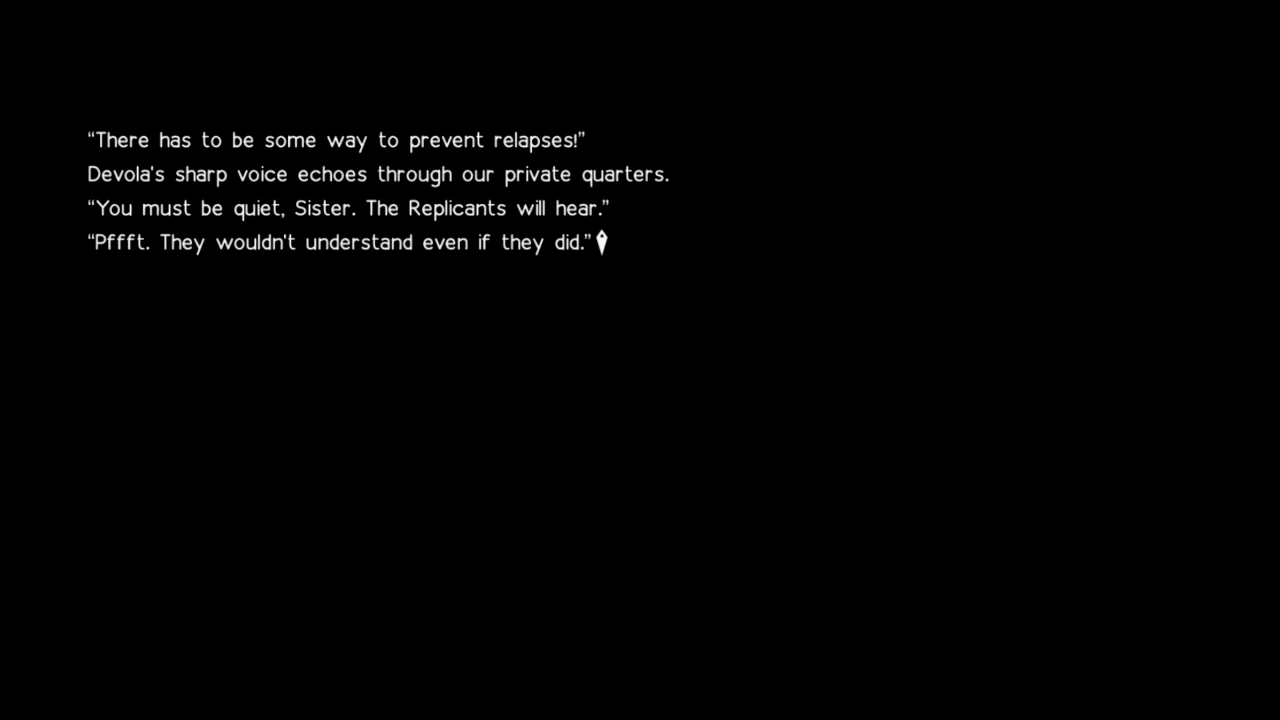 “There has to be some way to prevent relapses!”
Devola's sharp voice echoes through our private quarters.
“You must be quiet, Sister. The Replicants will hear.”
“Pffft. They wouldn't understand even if they did.”